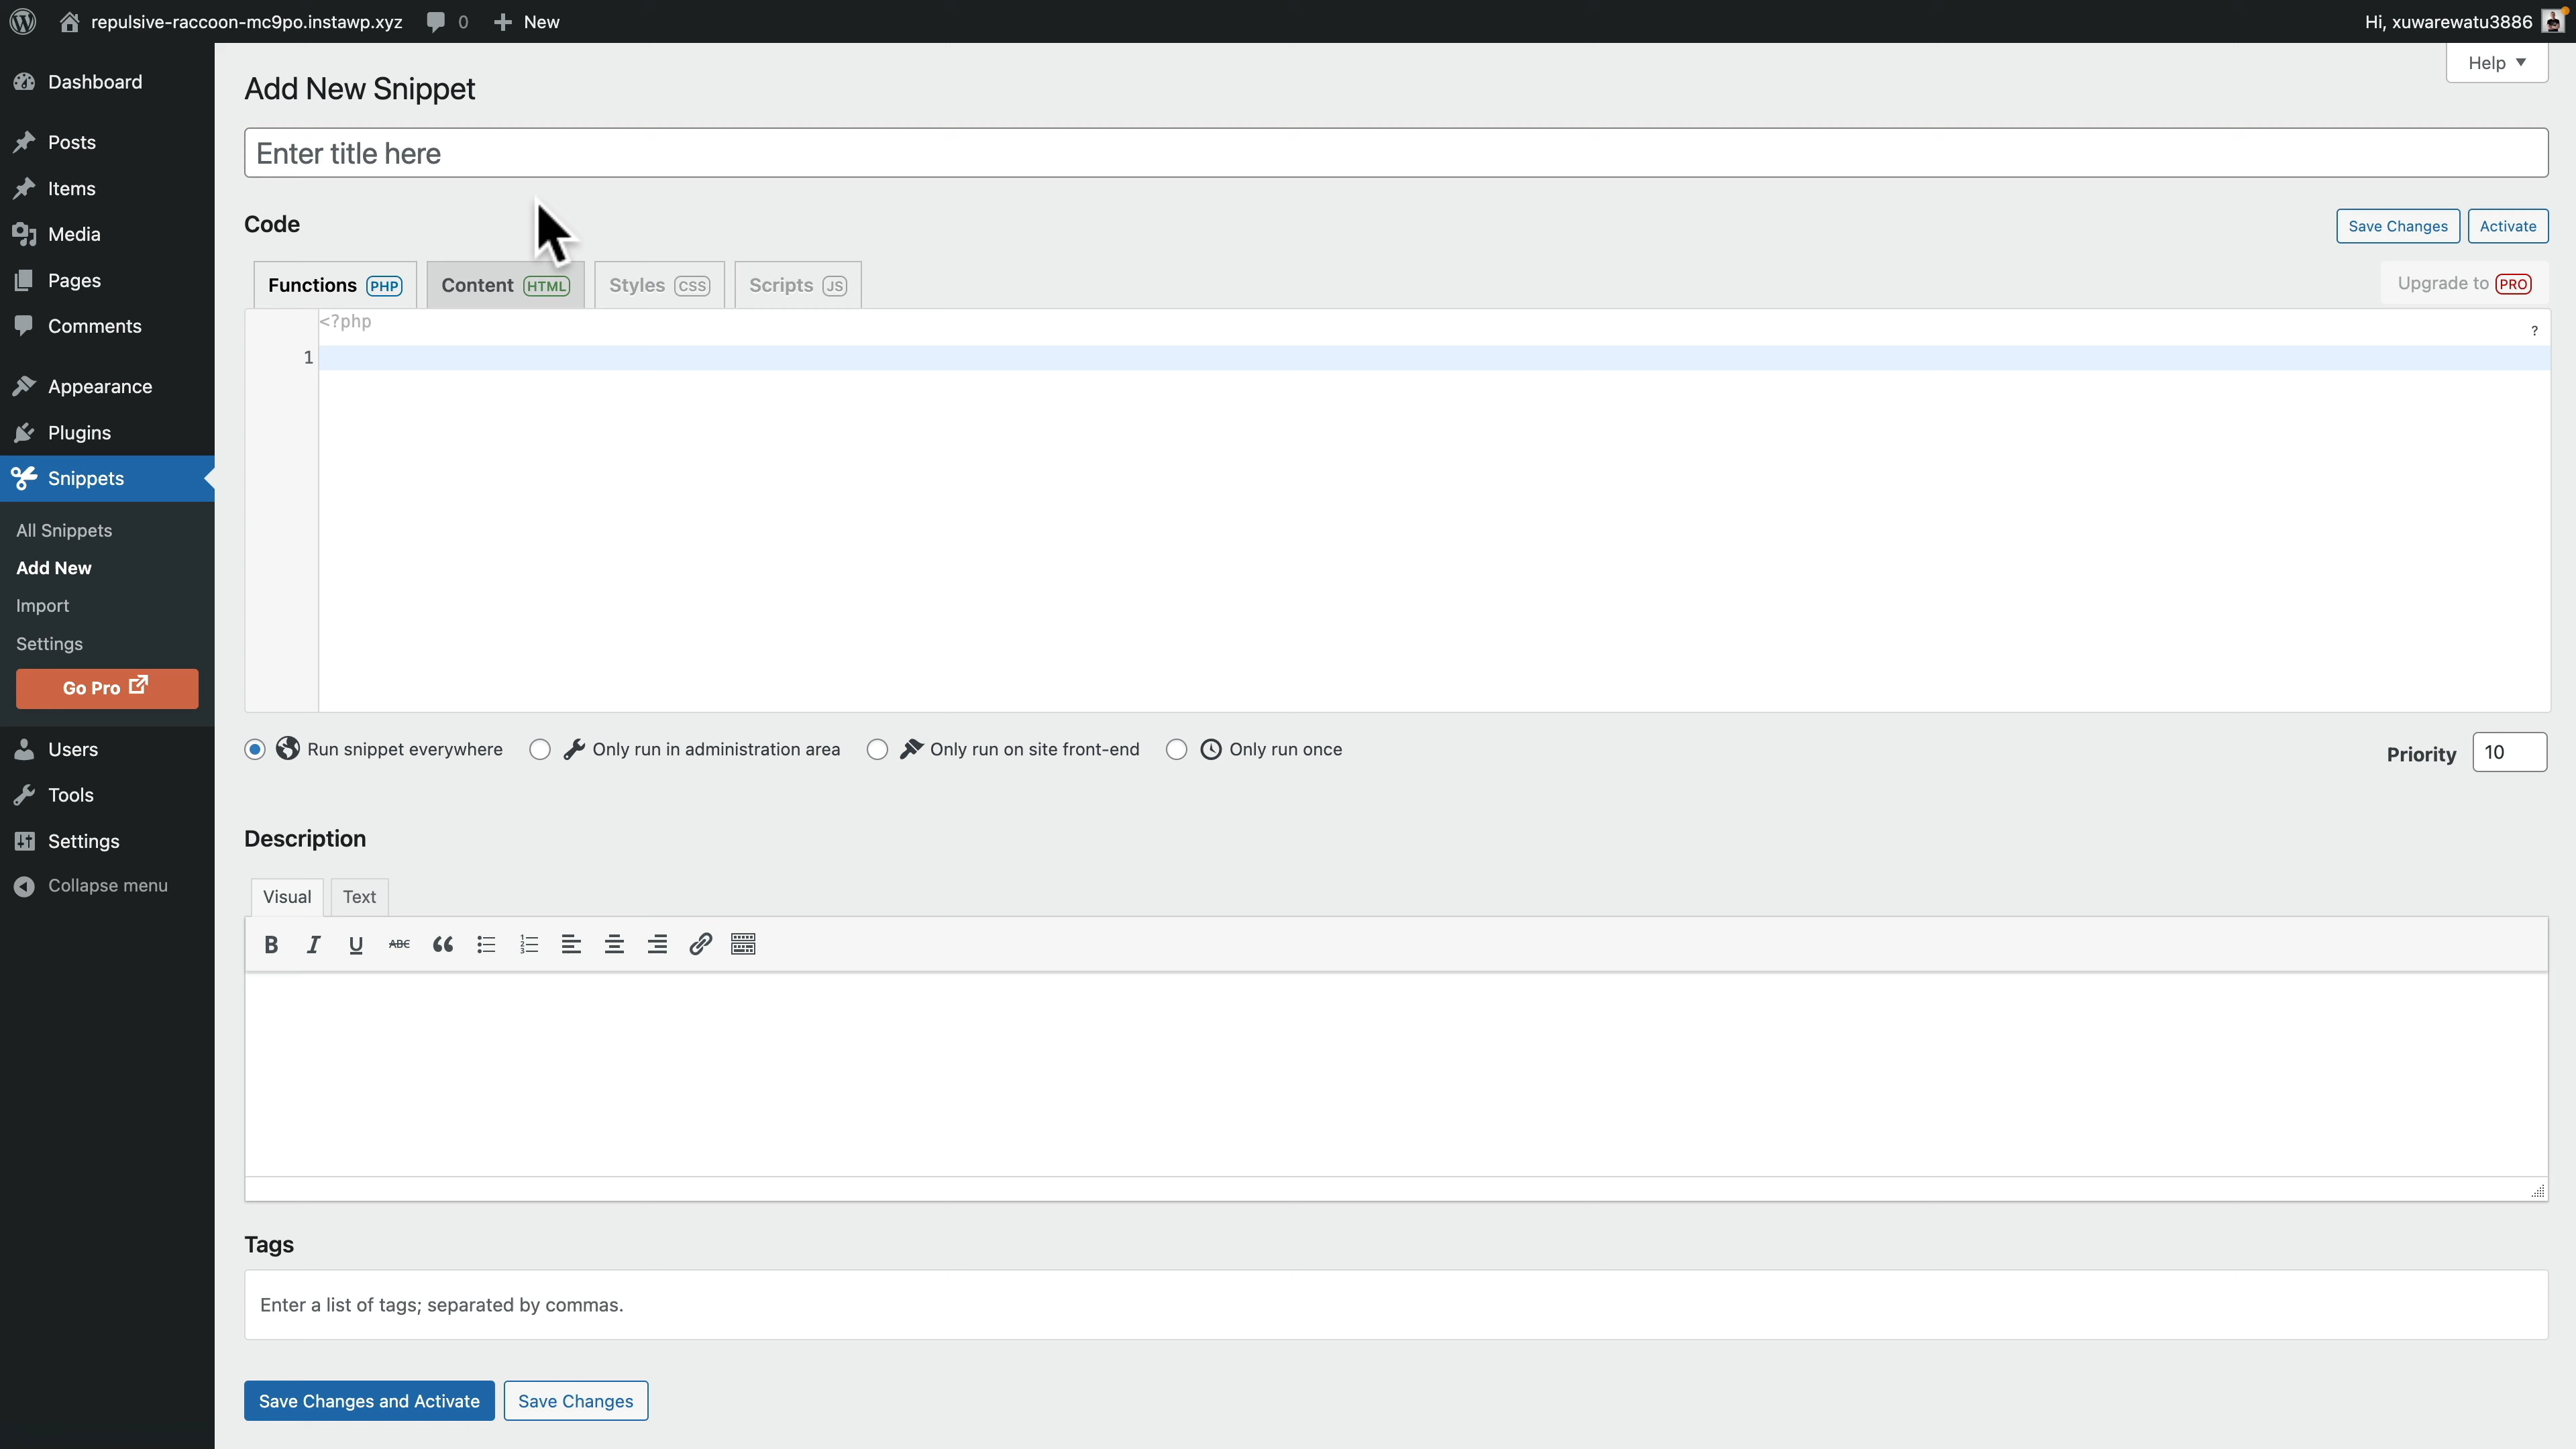 repulsive-raccoon-mc9po.instawp.xyz 0 New Hi, xuwarewatu3886
Help
Dashboard
Posts
Items
Media
Pages
Comments
Appearance
Plugins
Snippets
All Snippets
Add New
Import
Settings
Go Pro
Users
Tools
Settings
Collapse menu
Add New Snippet
Enter title here
Code
Save Changes Activate
Functions PHP Content HTML Styles CSS Scripts JS Upgrade to PRO
<?php
?
1
Run snippet everywhere Only run in administration area Only run on site front-end Only run once Priority 10
Description
Visual Text
B I U ABC
Tags
Enter a list of tags; separated by commas.
Save Changes and Activate Save Changes